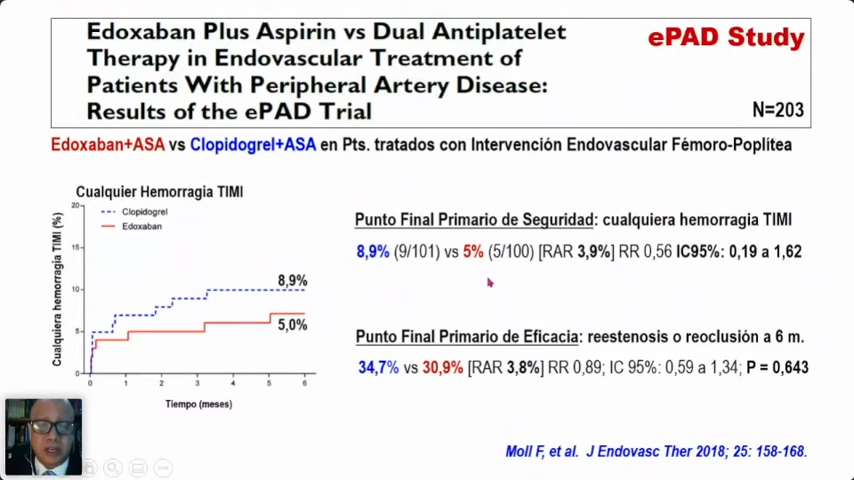 Edoxaban Plus Aspirin vs Dual Antiplatelet
Therapy in Endovascular Treatment of
Patients With Peripheral Artery Disease:
Results of the ePAD Trial
ePAD Study
N=203
Edoxaban+ASA vs Clopidogrel+ASA en Pts. tratados con Intervención Endovascular Fémoro-Poplítea
Cualquier Hemorragia TIMI
Cualquiera hemorragia TIMI (%)
20
15
10
5
0
Clopidogrel
Edoxaban
8,9%
5,0%
0 1 2 3 4 5 6
Tiempo (meses)
Punto Final Primario de Seguridad: cualquiera hemorragia TIMI
8,9% (9/101) vs 5% (5/100) [RAR 3,9%] RR 0,56 IC95%: 0,19 a 1,62
Punto Final Primario de Eficacia: reestenosis o reoclusión a 6 m.
34,7% vs 30,9% [RAR 3,8%] RR 0,89; IC 95%: 0,59 a 1,34; P = 0,643
Moll F, et al. J Endovasc Ther 2018; 25: 158-168.